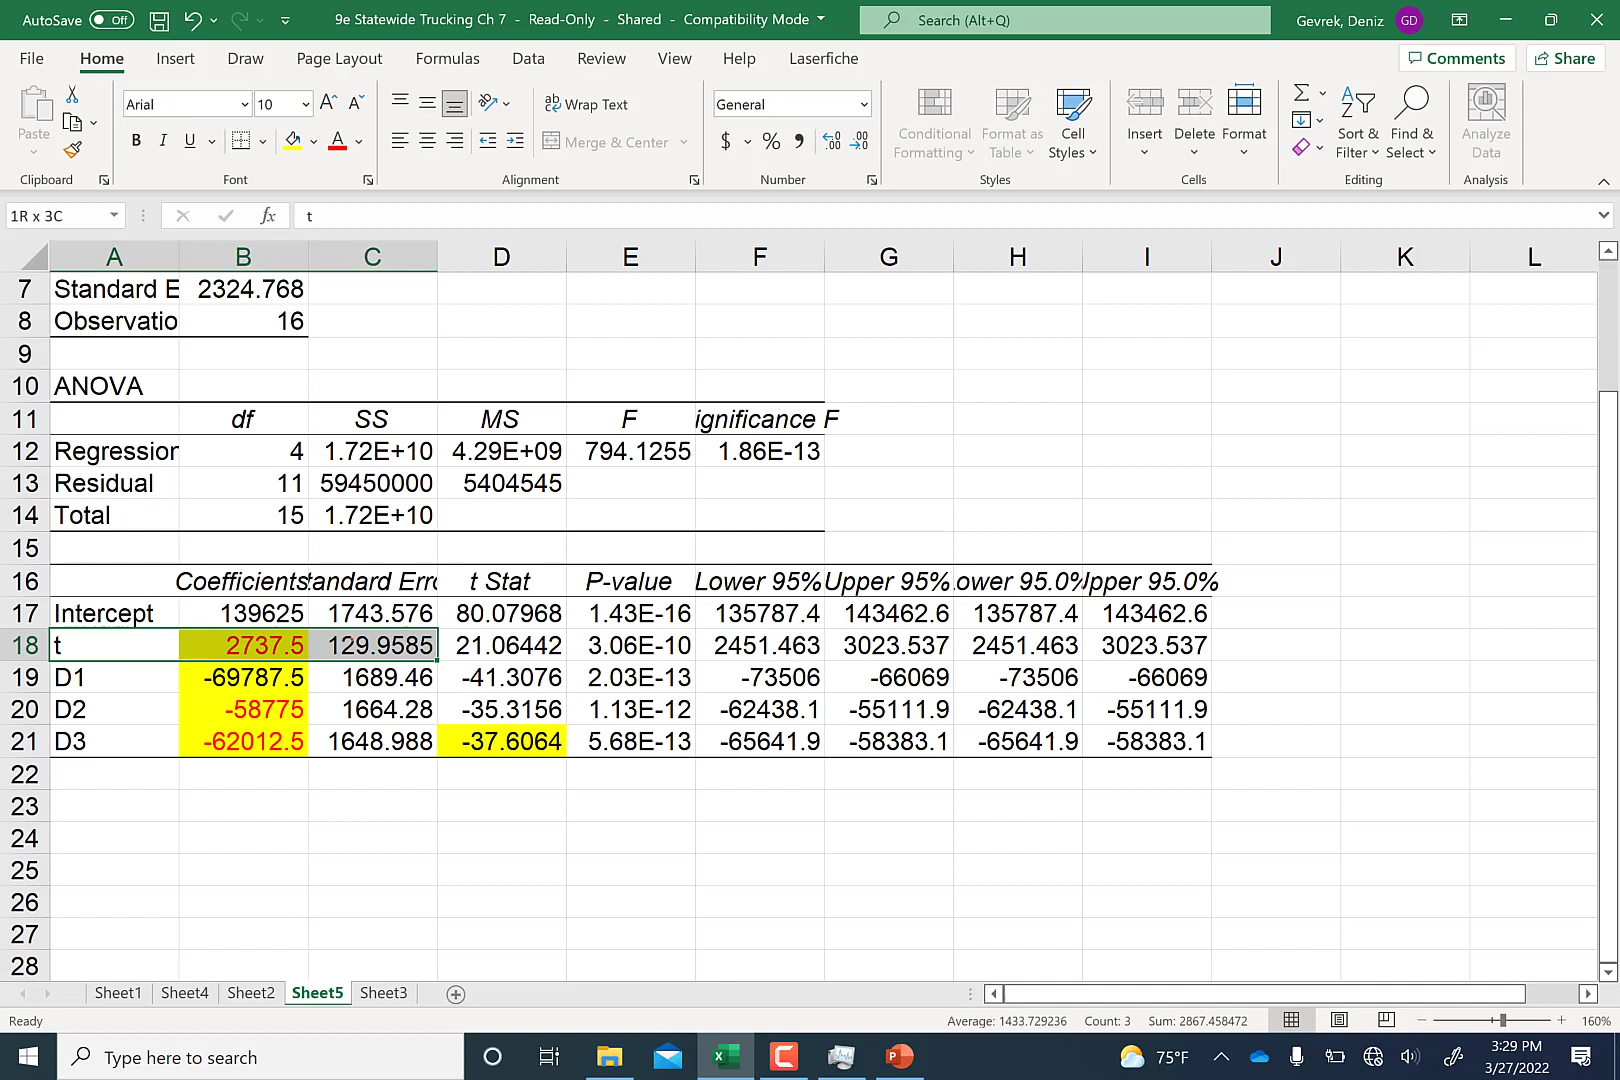 AutoSave Off 9e Statewide Trucking Ch 7 - Read-Only - Shared - Compatibility Mode Search (Alt+Q) Gevrek, Deniz GD
File Home Insert Draw Page Layout Formulas Data Review View Help Laserfiche Comments Share
Paste Arial 10 A^ A^ Wrap Text General Conditional Formatting Format as Table Cell Styles Insert Delete Format Sort & Filter Find & Select Analyze Data
B I U A Merge & Center $ % 9 .00 .00
Clipboard Font Alignment Number Styles Cells Editing Analysis
1R x 3C fx t
A B C D E F G H I J K L
7 Standard E 2324.768
8 Observatio 16
9
10 ANOVA
11 df SS MS F ignificance F
12 Regression 4 1.72E+10 4.29E+09 794.1255 1.86E-13
13 Residual 11 59450000 5404545
14 Total 15 1.72E+10
15
16 Coefficients tandard Erro t Stat P-value Lower 95% Upper 95% ower 95.0% Upper 95.0%
17 Intercept 139625 1743.576 80.07968 1.43E-16 135787.4 143462.6 135787.4 143462.6
18 t 2737.5 129.9585 21.06442 3.06E-10 2451.463 3023.537 2451.463 3023.537
19 D1 -69787.5 1689.46 -41.3076 2.03E-13 -73506 -66069 -73506 -66069
20 D2 -58775 1664.28 -35.3156 1.13E-12 -62438.1 -55111.9 -62438.1 -55111.9
21 D3 -62012.5 1648.988 -37.6064 5.68E-13 -65641.9 -58383.1 -65641.9 -58383.1
22
23
24
25
26
27
28
Sheet1 Sheet4 Sheet2 Sheet5 Sheet3
Ready Average: 1433.729236 Count: 3 Sum: 2867.458472 160%
Type here to search 75°F 3:29 PM
3/27/2022